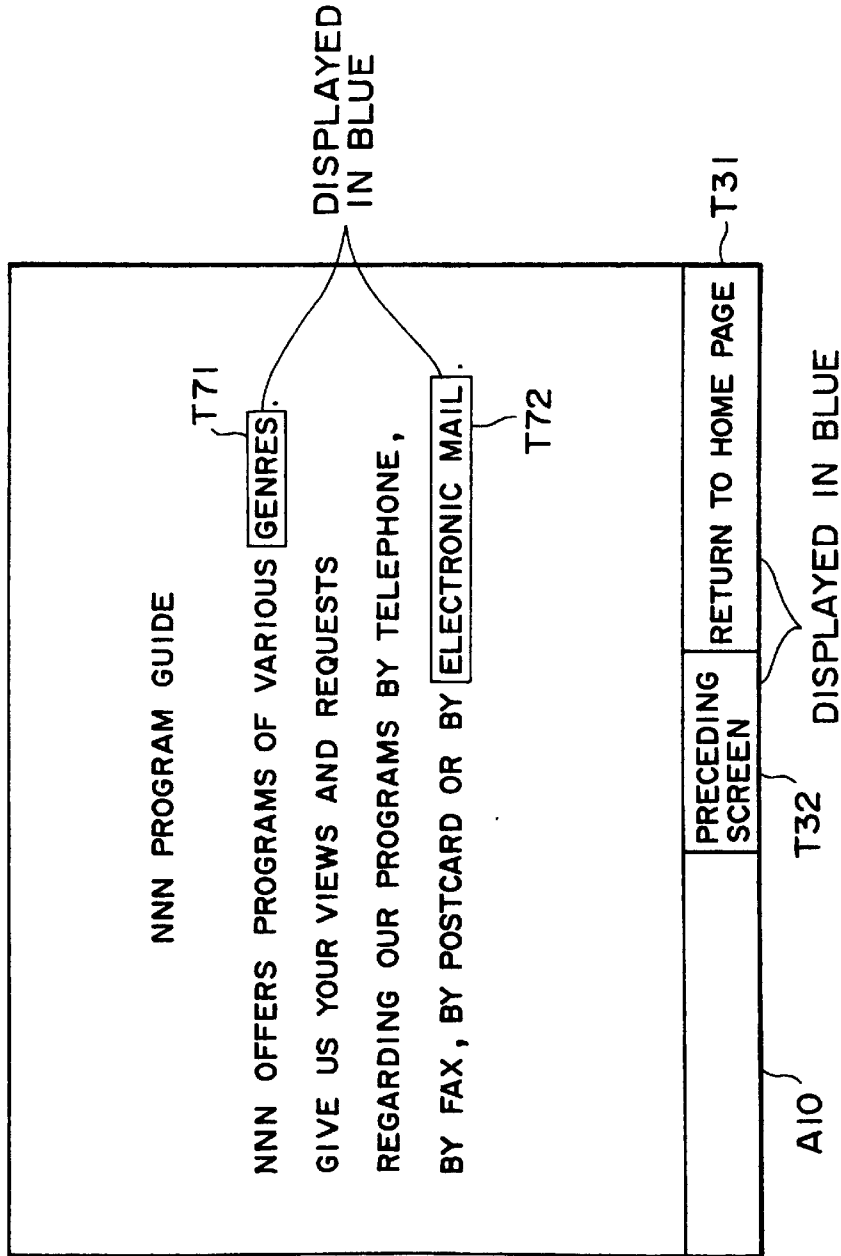 NNN PROGRAM GUIDE
T71
NNN OFFERS PROGRAMS OF VARIOUS GENRES.
GIVE US YOUR VIEWS AND REQUESTS
REGARDING OUR PROGRAMS BY TELEPHONE,
BY FAX, BY POSTCARD OR BY ELECTRONIC MAIL.
T72
DISPLAYED
IN BLUE
PRECEDING
SCREEN
RETURN TO HOME PAGE
T31
A10
T32
DISPLAYED IN BLUE